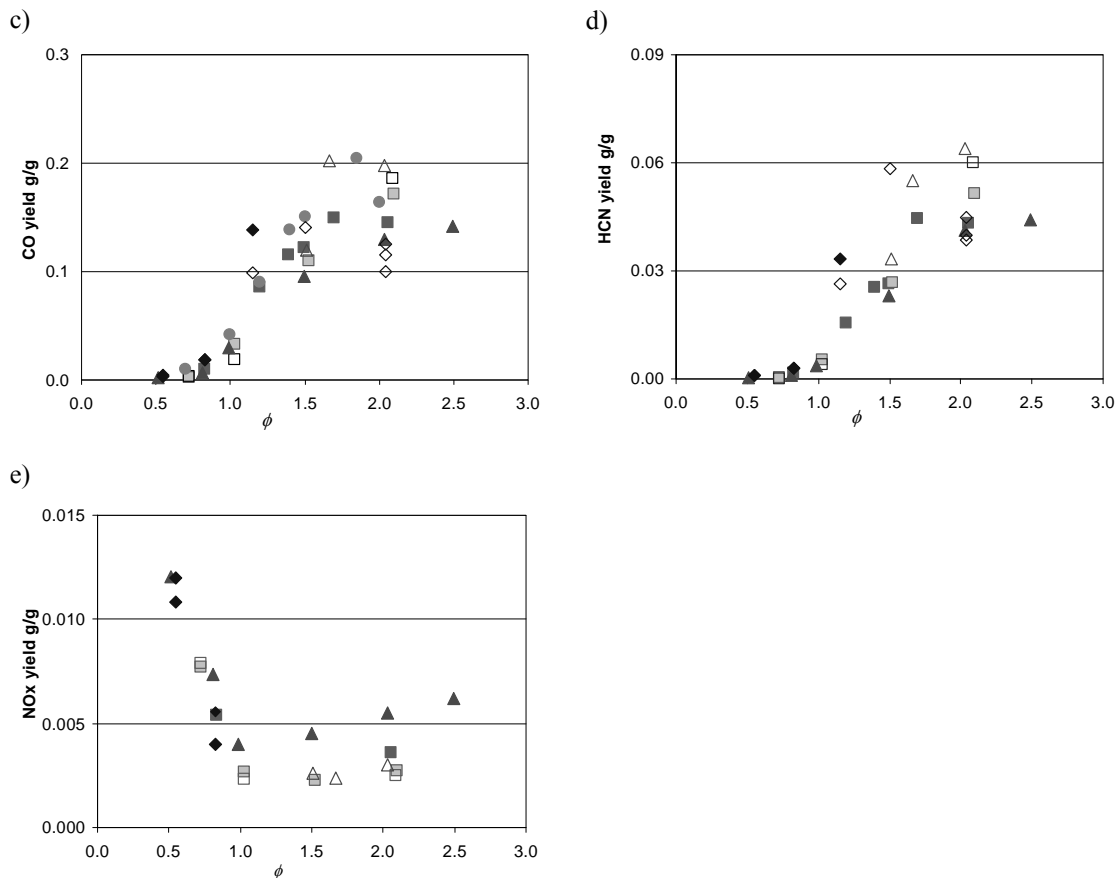 c)
CO yield g/g
0.3
0.2
0.1
0.0
0.0 0.5 1.0 1.5 2.0 2.5 3.0
ϕ
d)
HCN yield g/g
0.09
0.06
0.03
0.00
0.0 0.5 1.0 1.5 2.0 2.5 3.0
ϕ
e)
NOx yield g/g
0.015
0.010
0.005
0.000
0.0 0.5 1.0 1.5 2.0 2.5 3.0
ϕ